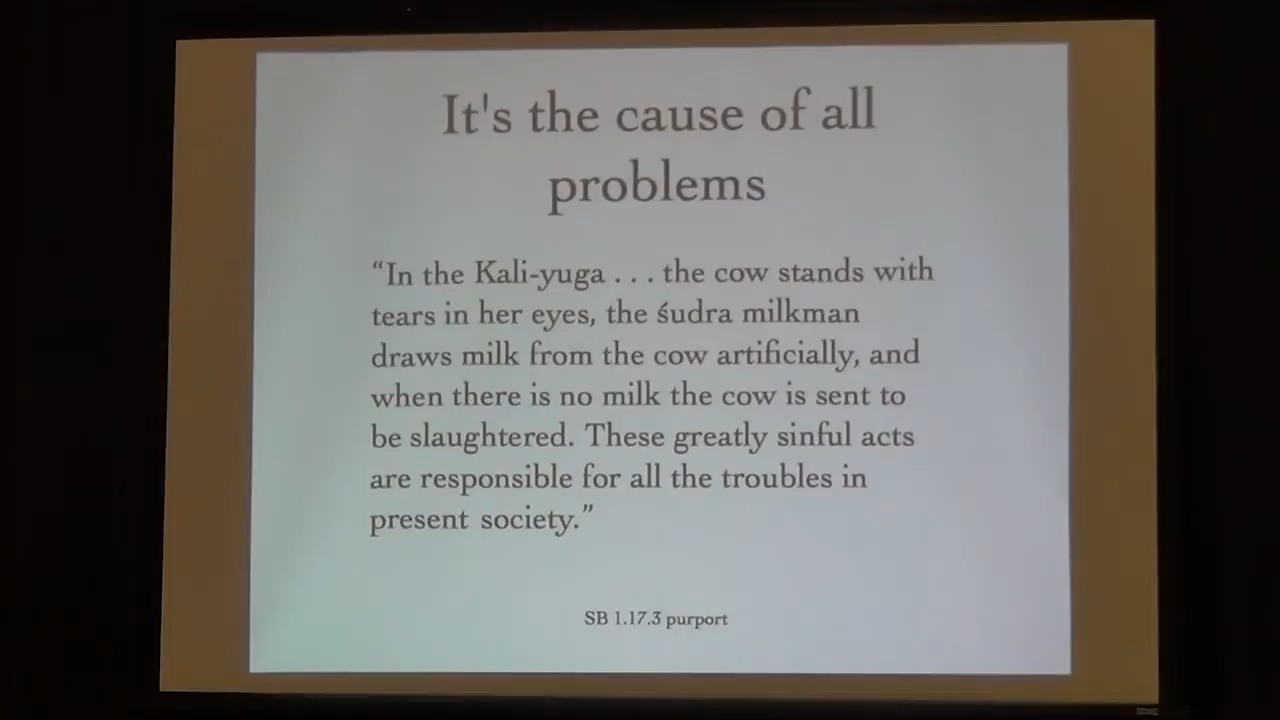 It's the cause of all
problems
“In the Kali-yuga . . . the cow stands with
tears in her eyes, the śudra milkman
draws milk from the cow artificially, and
when there is no milk the cow is sent to
be slaughtered. These greatly sinful acts
are responsible for all the troubles in
present society.”
SB 1.17.3 purport